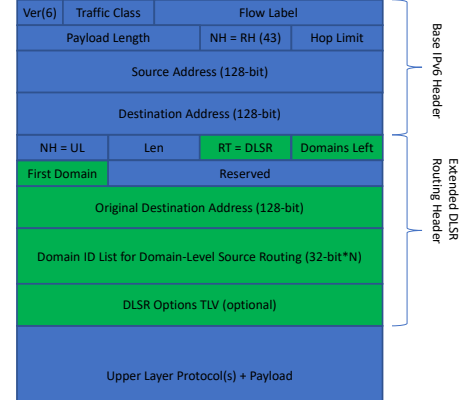 Ver(6) Traffic Class Flow Label
Payload Length NH = RH (43) Hop Limit
Source Address (128-bit)
Destination Address (128-bit)
Base IPv6 Header
NH = UL Len RT = DLSR Domains Left
First Domain Reserved
Original Destination Address (128-bit)
Domain ID List for Domain-Level Source Routing (32-bit*N)
DLSR Options TLV (optional)
Extended DLSR
Routing Header
Upper Layer Protocol(s) + Payload